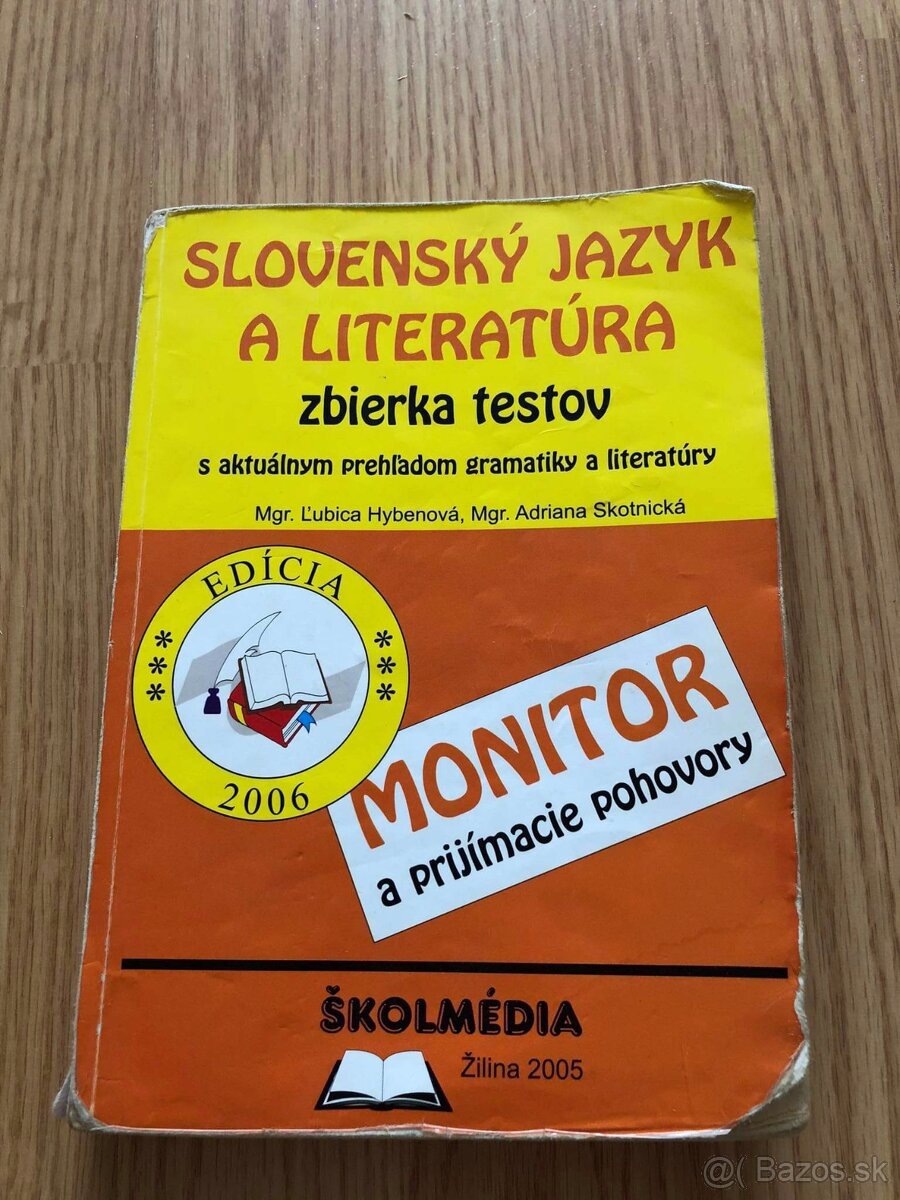 SLOVENSKÝ JAZYK
A LITERATÚRA
zbierka testov
s aktuálnym prehľadom gramatiky a literatúry
Mgr. Ľubica Hybenová, Mgr. Adriana Skotnická
EDÍCIA
***
***
2006
MONITOR
a prijímacie pohovory
ŠKOLMÉDIA
Žilina 2005
@( Bazos.sk